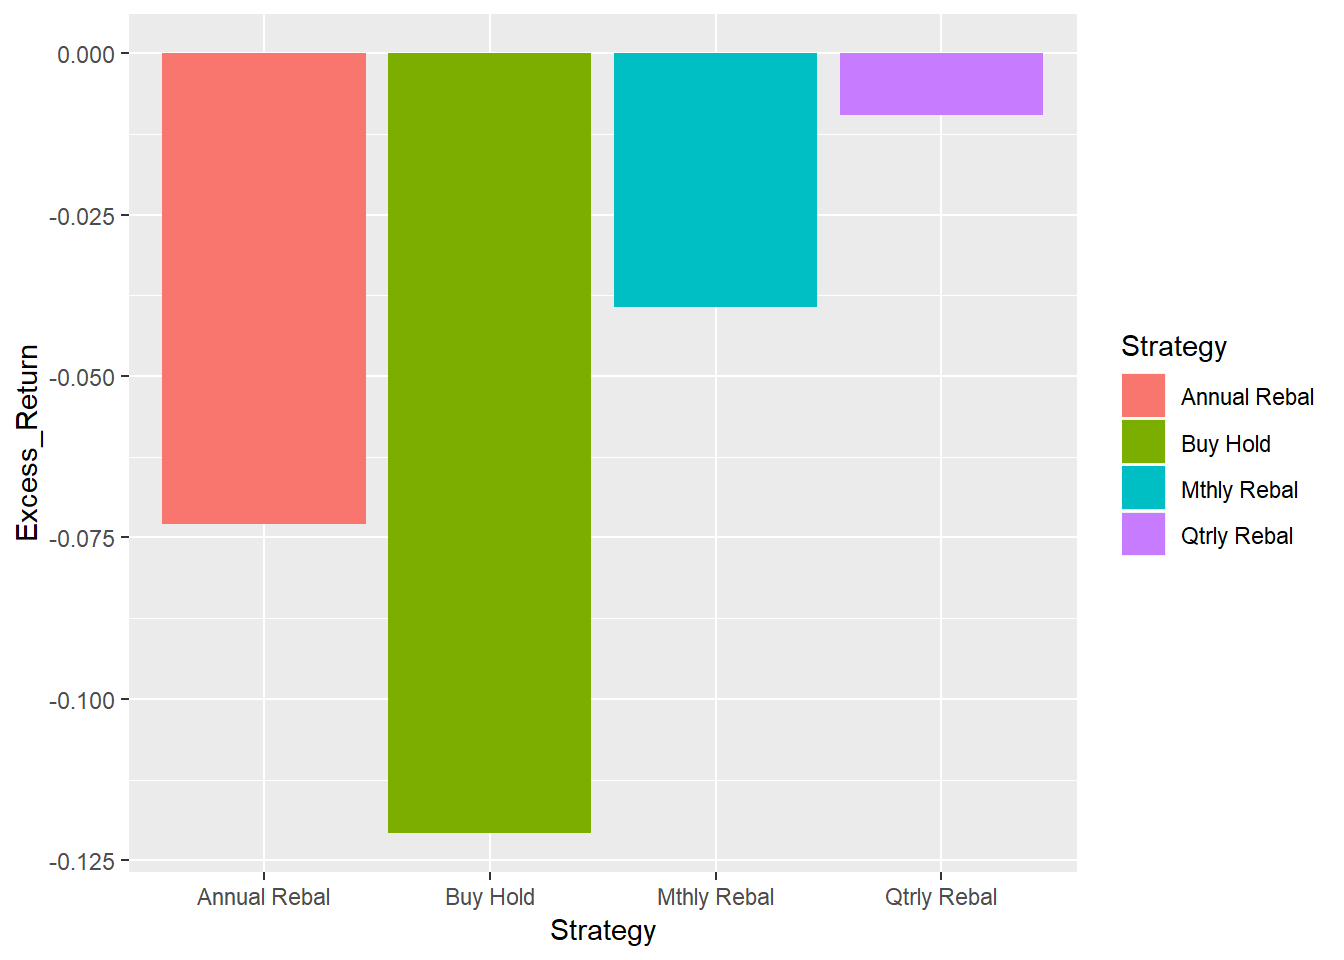 Excess_Return
0.000
-0.025
-0.050
-0.075
-0.100
-0.125
Annual Rebal
Buy Hold
Mthly Rebal
Qtrly Rebal
Strategy
Strategy
Annual Rebal
Buy Hold
Mthly Rebal
Qtrly Rebal